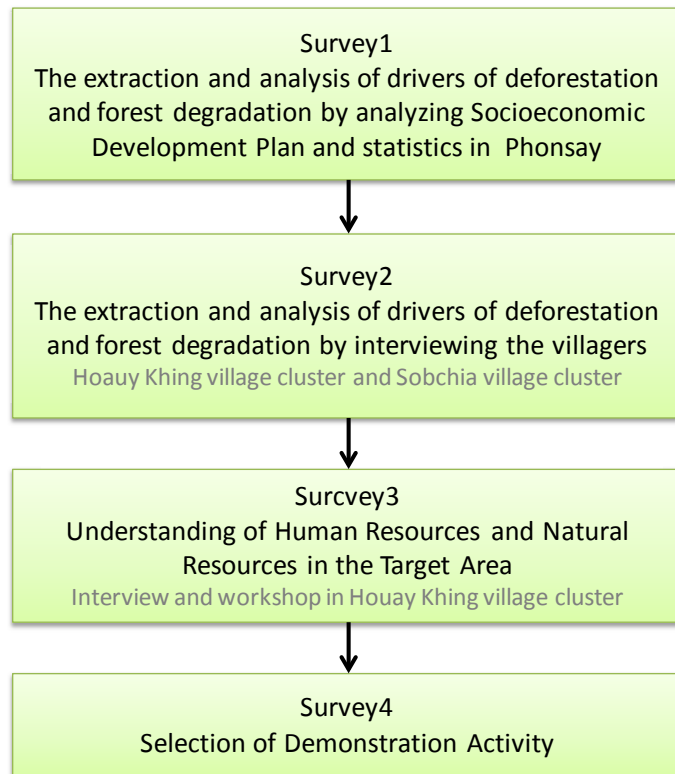 Survey1
The extraction and analysis of drivers of deforestation
and forest degradation by analyzing Socioeconomic
Development Plan and statistics in Phonsay
Survey2
The extraction and analysis of drivers of deforestation
and forest degradation by interviewing the villagers
Hoauy Khing village cluster and Sobchia village cluster
Surcvey3
Understanding of Human Resources and Natural
Resources in the Target Area
Interview and workshop in Houay Khing village cluster
Survey4
Selection of Demonstration Activity